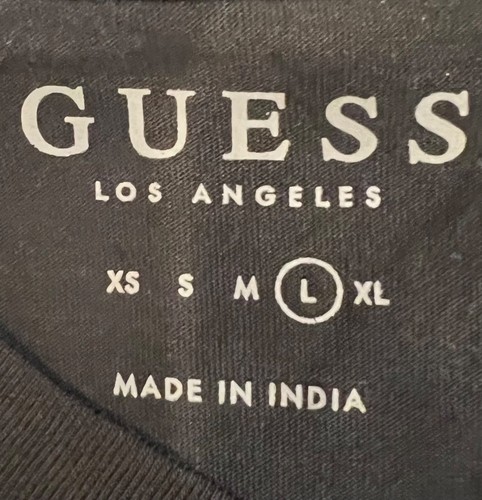 GUESS
LOS ANGELES
XS S M L XL
MADE IN INDIA